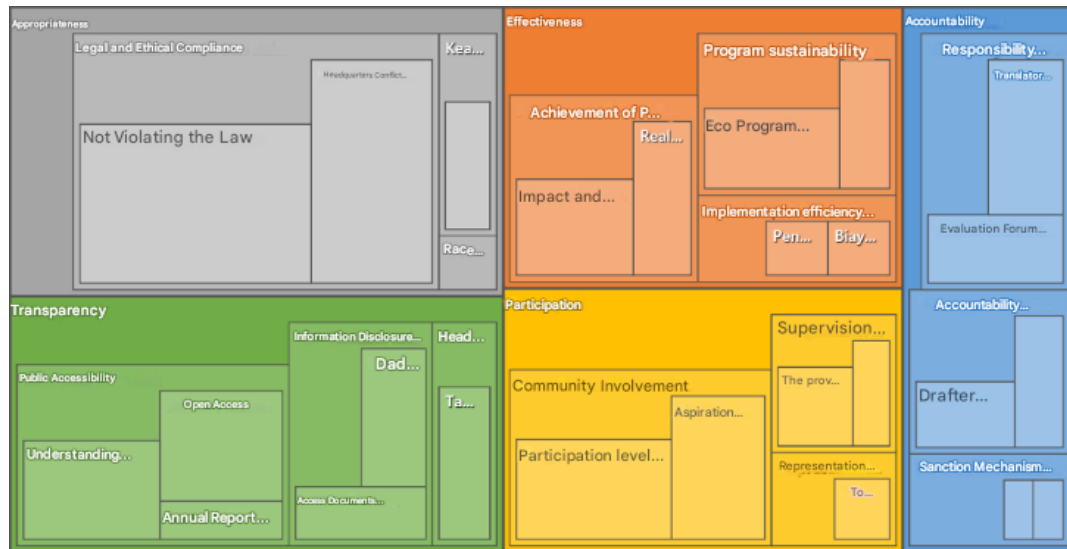 Appropriateness
Legal and Ethical Compliance
Kea...
Headquarters Conflict...
Not Violating the Law
Race...
Effectiveness
Program sustainability
Achievement of P...
Real...
Eco Program...
Impact and...
Implementation efficiency...
Pen...
Biay...
Accountability
Responsibility...
Translator...
Evaluation Forum...
Accountability...
Drafter...
Sanction Mechanism...
Transparency
Information Disclosure...
Head...
Public Accessibility
Dad...
Open Access
Ta...
Understanding...
Access Documents...
Annual Report...
Participation
Supervision...
Community Involvement
The prov...
Aspiration...
Participation level...
Representation...
To...